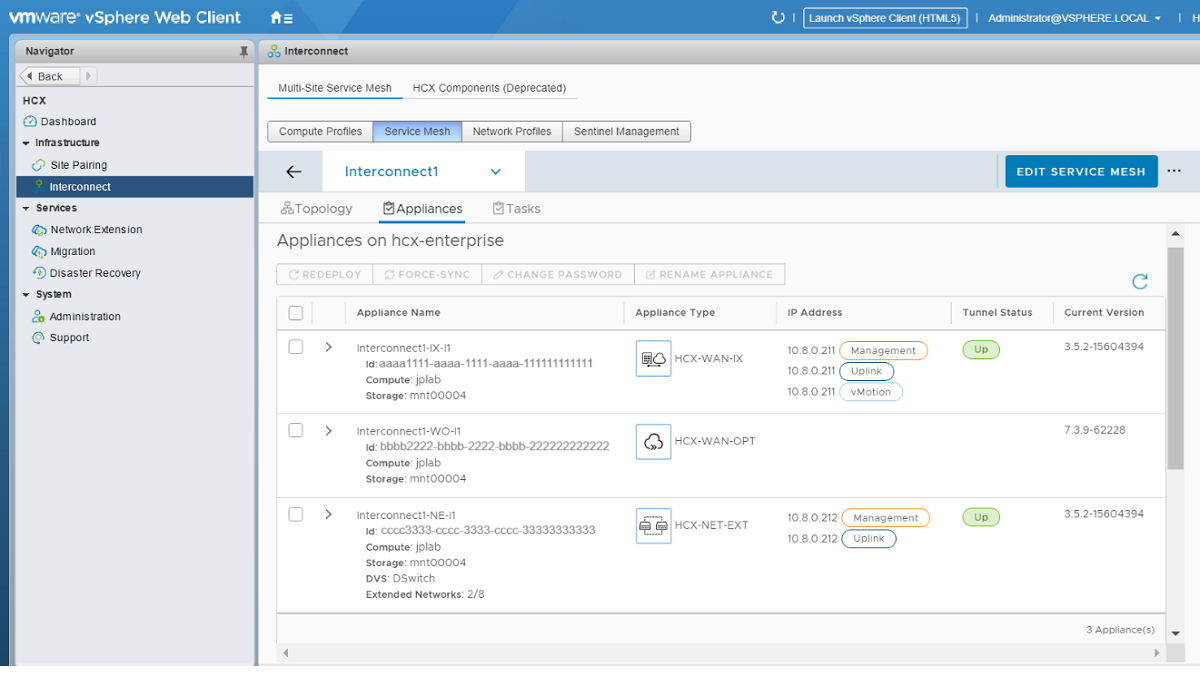 vmware® vSphere Web Client
Launch vSphere Client (HTML5)
Administrator@VSPHERE.LOCAL
H
Navigator
Back
HCX
Dashboard
Infrastructure
Site Pairing
Interconnect
Services
Network Extension
Migration
Disaster Recovery
System
Administration
Support
Interconnect
Multi-Site Service Mesh HCX Components (Deprecated)
Compute Profiles Service Mesh Network Profiles Sentinel Management
Interconnect1
EDIT SERVICE MESH
Topology Appliances Tasks
Appliances on hcx-enterprise
REDEPLOY FORCE-SYNC CHANGE PASSWORD RENAME APPLIANCE
Appliance Name Appliance Type IP Address Tunnel Status Current Version
Interconnect1-IX-I1
Id: aaaa1111-aaaa-1111-aaaa-111111111111
Compute: jplab
Storage: mnt00004
HCX-WAN-IX
10.8.0.211 Management
10.8.0.211 Uplink
10.8.0.211 vMotion
Up
3.5.2-15604394
Interconnect1-WO-I1
Id: bbbb2222-bbbb-2222-bbbb-222222222222
Compute: jplab
Storage: mnt00004
HCX-WAN-OPT
7.3.9-62228
Interconnect1-NE-I1
Id: cccc3333-cccc-3333-cccc-33333333333
Compute: jplab
Storage: mnt00004
DVS: DSwitch
Extended Networks: 2/8
HCX-NET-EXT
10.8.0.212 Management
10.8.0.212 Uplink
Up
3.5.2-15604394
3 Appliance(s)